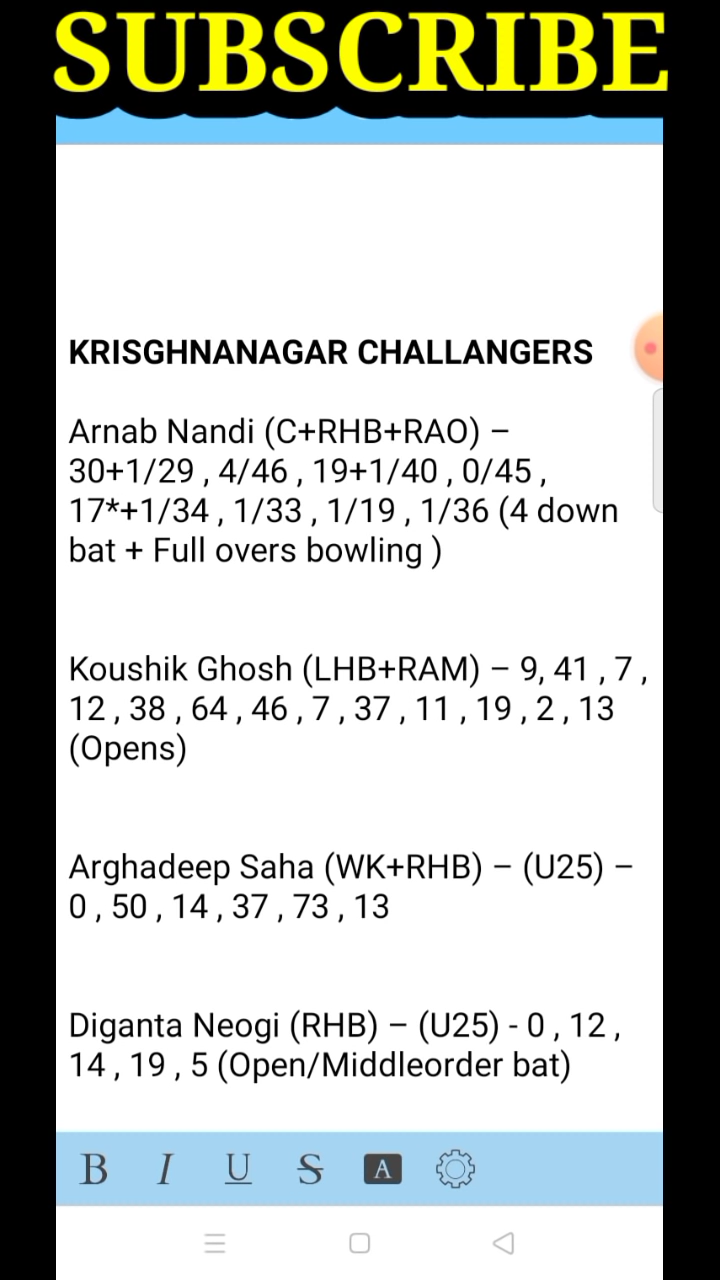 SUBSCRIBE
KRISGHNANAGAR CHALLANGERS
Arnab Nandi (C+RHB+RAO) –
30+1/29 , 4/46 , 19+1/40 , 0/45 ,
17*+1/34 , 1/33 , 1/19 , 1/36 (4 down
bat + Full overs bowling )
Koushik Ghosh (LHB+RAM) – 9, 41 , 7 ,
12 , 38 , 64 , 46 , 7 , 37 , 11 , 19 , 2 , 13
(Opens)
Arghadeep Saha (WK+RHB) – (U25) –
0 , 50 , 14 , 37 , 73 , 13
Diganta Neogi (RHB) – (U25) - 0 , 12 ,
14 , 19 , 5 (Open/Middleorder bat)
B I U S A